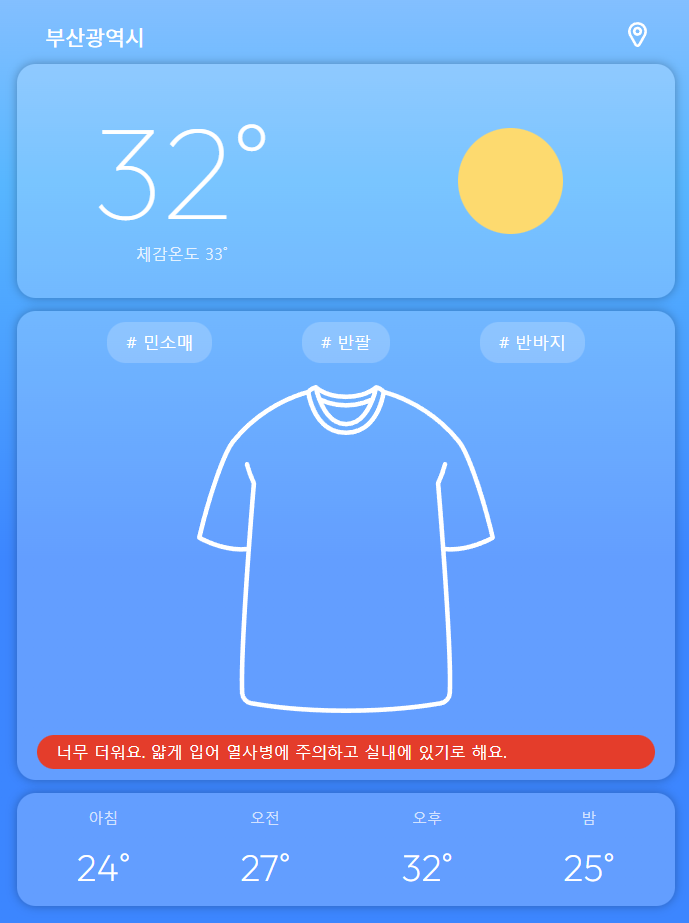 부산광역시
32°
체감온도 33°
# 민소매 # 반팔 # 반바지
너무 더워요. 얇게 입어 열사병에 주의하고 실내에 있기로 해요.
아침 오전 오후 밤
24° 27° 32° 25°